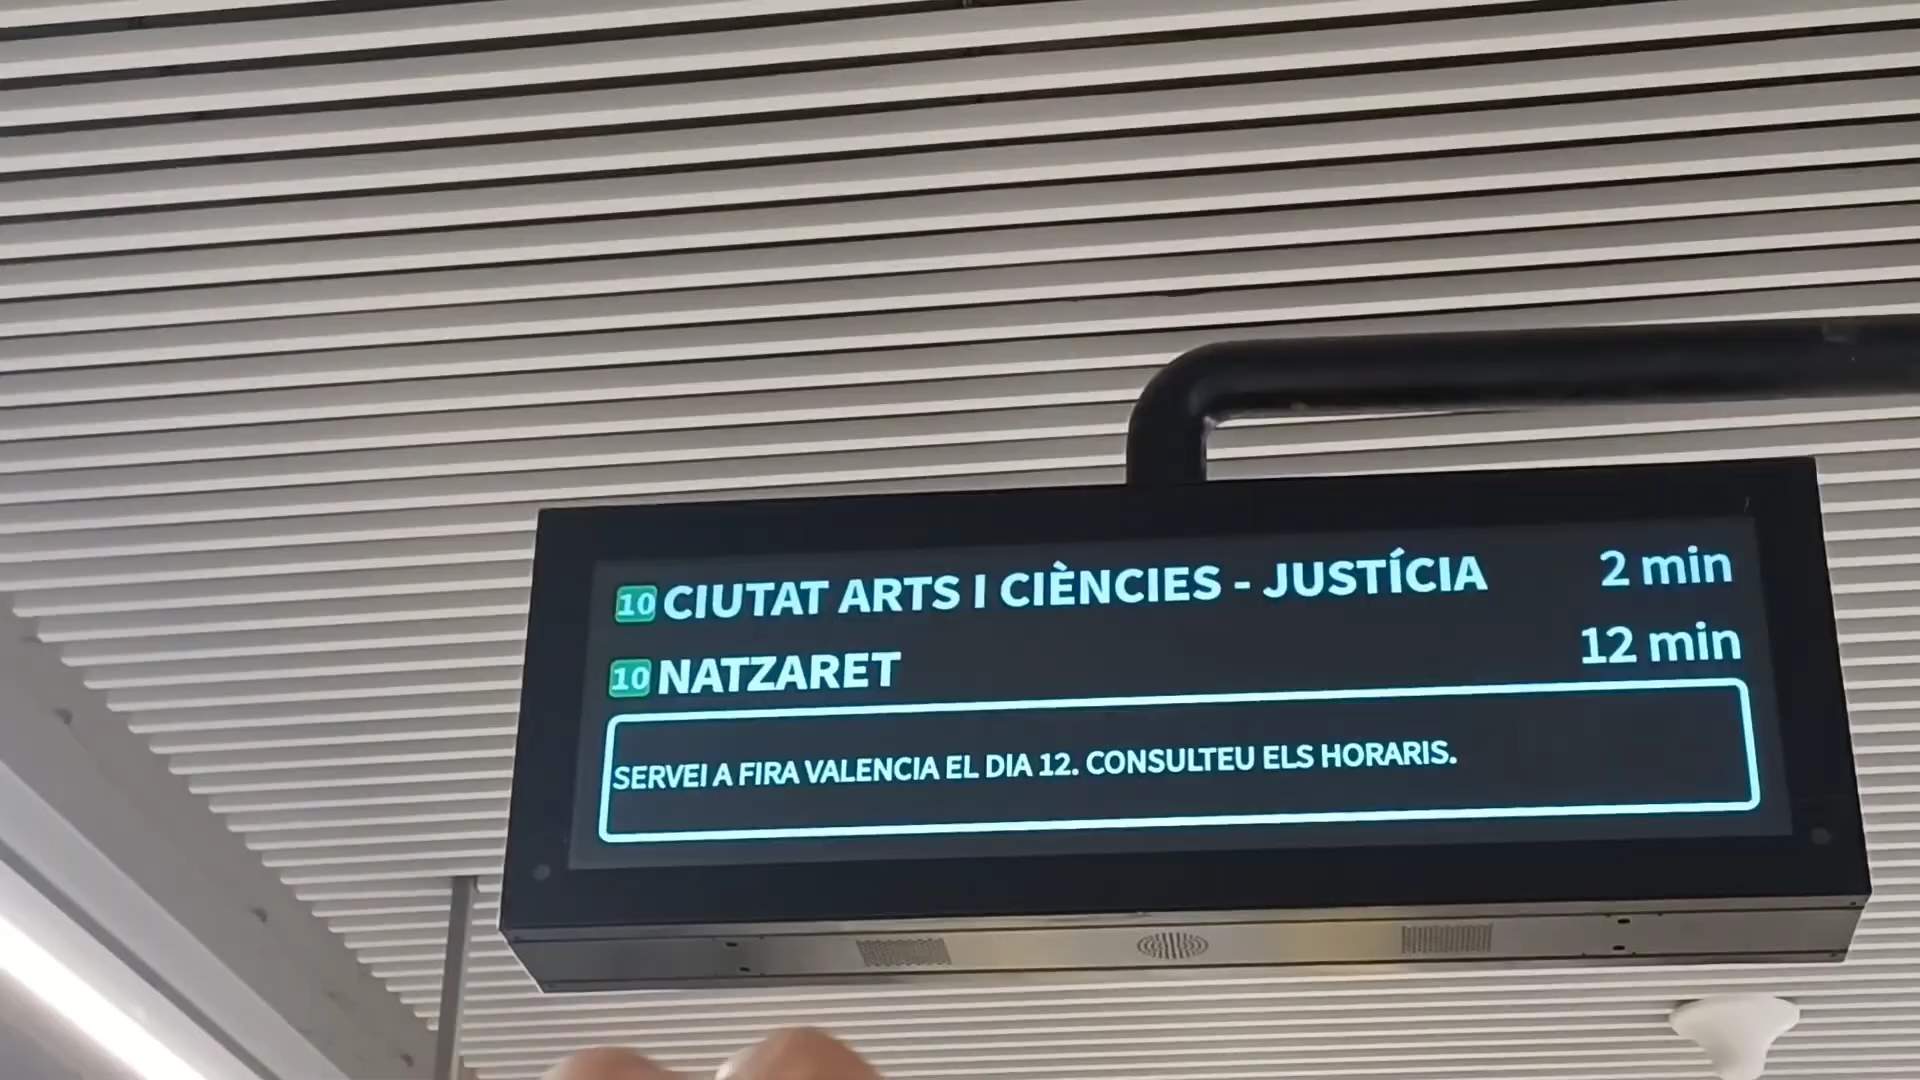 10 CIUTAT ARTS I CIÈNCIES - JUSTÍCIA 2 min
10 NATZARET 12 min
SERVEI A FIRA VALENCIA EL DIA 12. CONSULTEU ELS HORARIS.